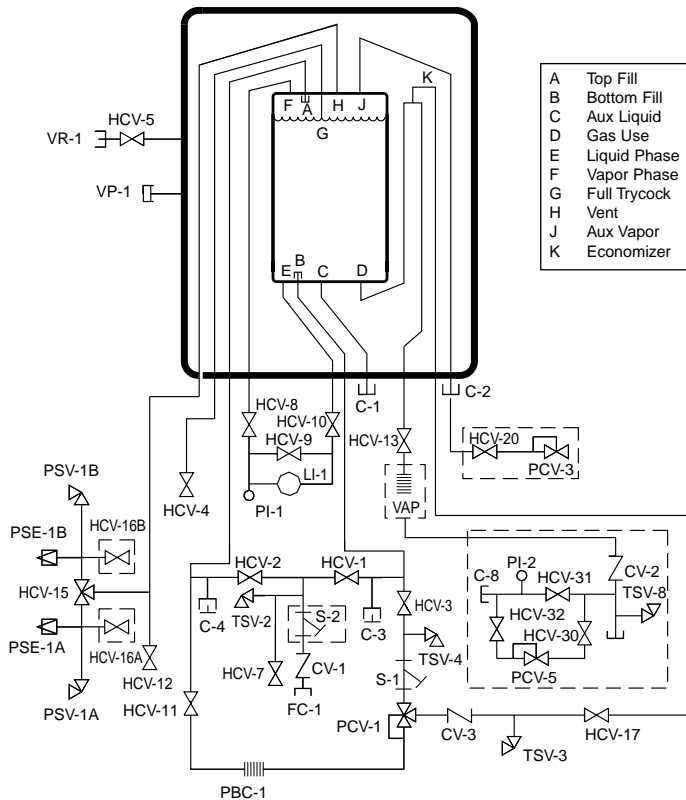 K
F
A
H
J
G
HCV-5
VR-1
VP-1
B
E
C
D
A Top Fill
B Bottom Fill
C Aux Liquid
D Gas Use
E Liquid Phase
F Vapor Phase
G Full Trycock
H Vent
J Aux Vapor
K Economizer
C-1
C-2
HCV-8
HCV-10
HCV-9
HCV-13
HCV-20
LI-1
PCV-3
PSV-1B
HCV-4
PI-1
VAP
PSE-1B
HCV-16B
HCV-2
HCV-1
PI-2
C-8
HCV-31
CV-2
HCV-15
TSV-8
C-4
TSV-2
S-2
C-3
HCV-3
HCV-32
HCV-30
PSE-1A
HCV-16A
TSV-4
HCV-12
HCV-7
CV-1
S-1
PCV-5
PSV-1A
HCV-11
FC-1
PCV-1
CV-3
TSV-3
HCV-17
PBC-1